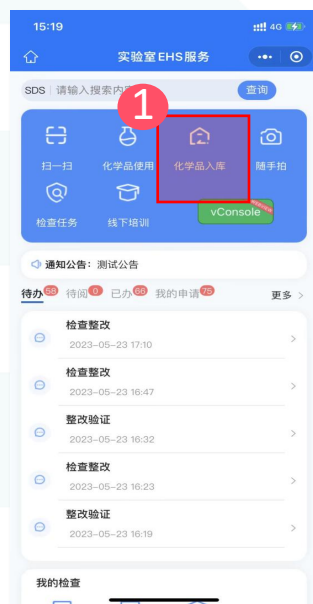 15:19
4G
实验室EHS服务
SDS 请输入搜索内 查询
1
扫一扫 化学品使用 化学品入库 随手拍
检查任务 线下培训
vConsole
通知公告：测试公告
待办 58 待阅 0 已办 66 我的申请 75 更多
检查整改
2023-05-23 17:10
检查整改
2023-05-23 16:47
整改验证
2023-05-23 16:32
检查整改
2023-05-23 16:23
整改验证
2023-05-23 16:19
我的检查